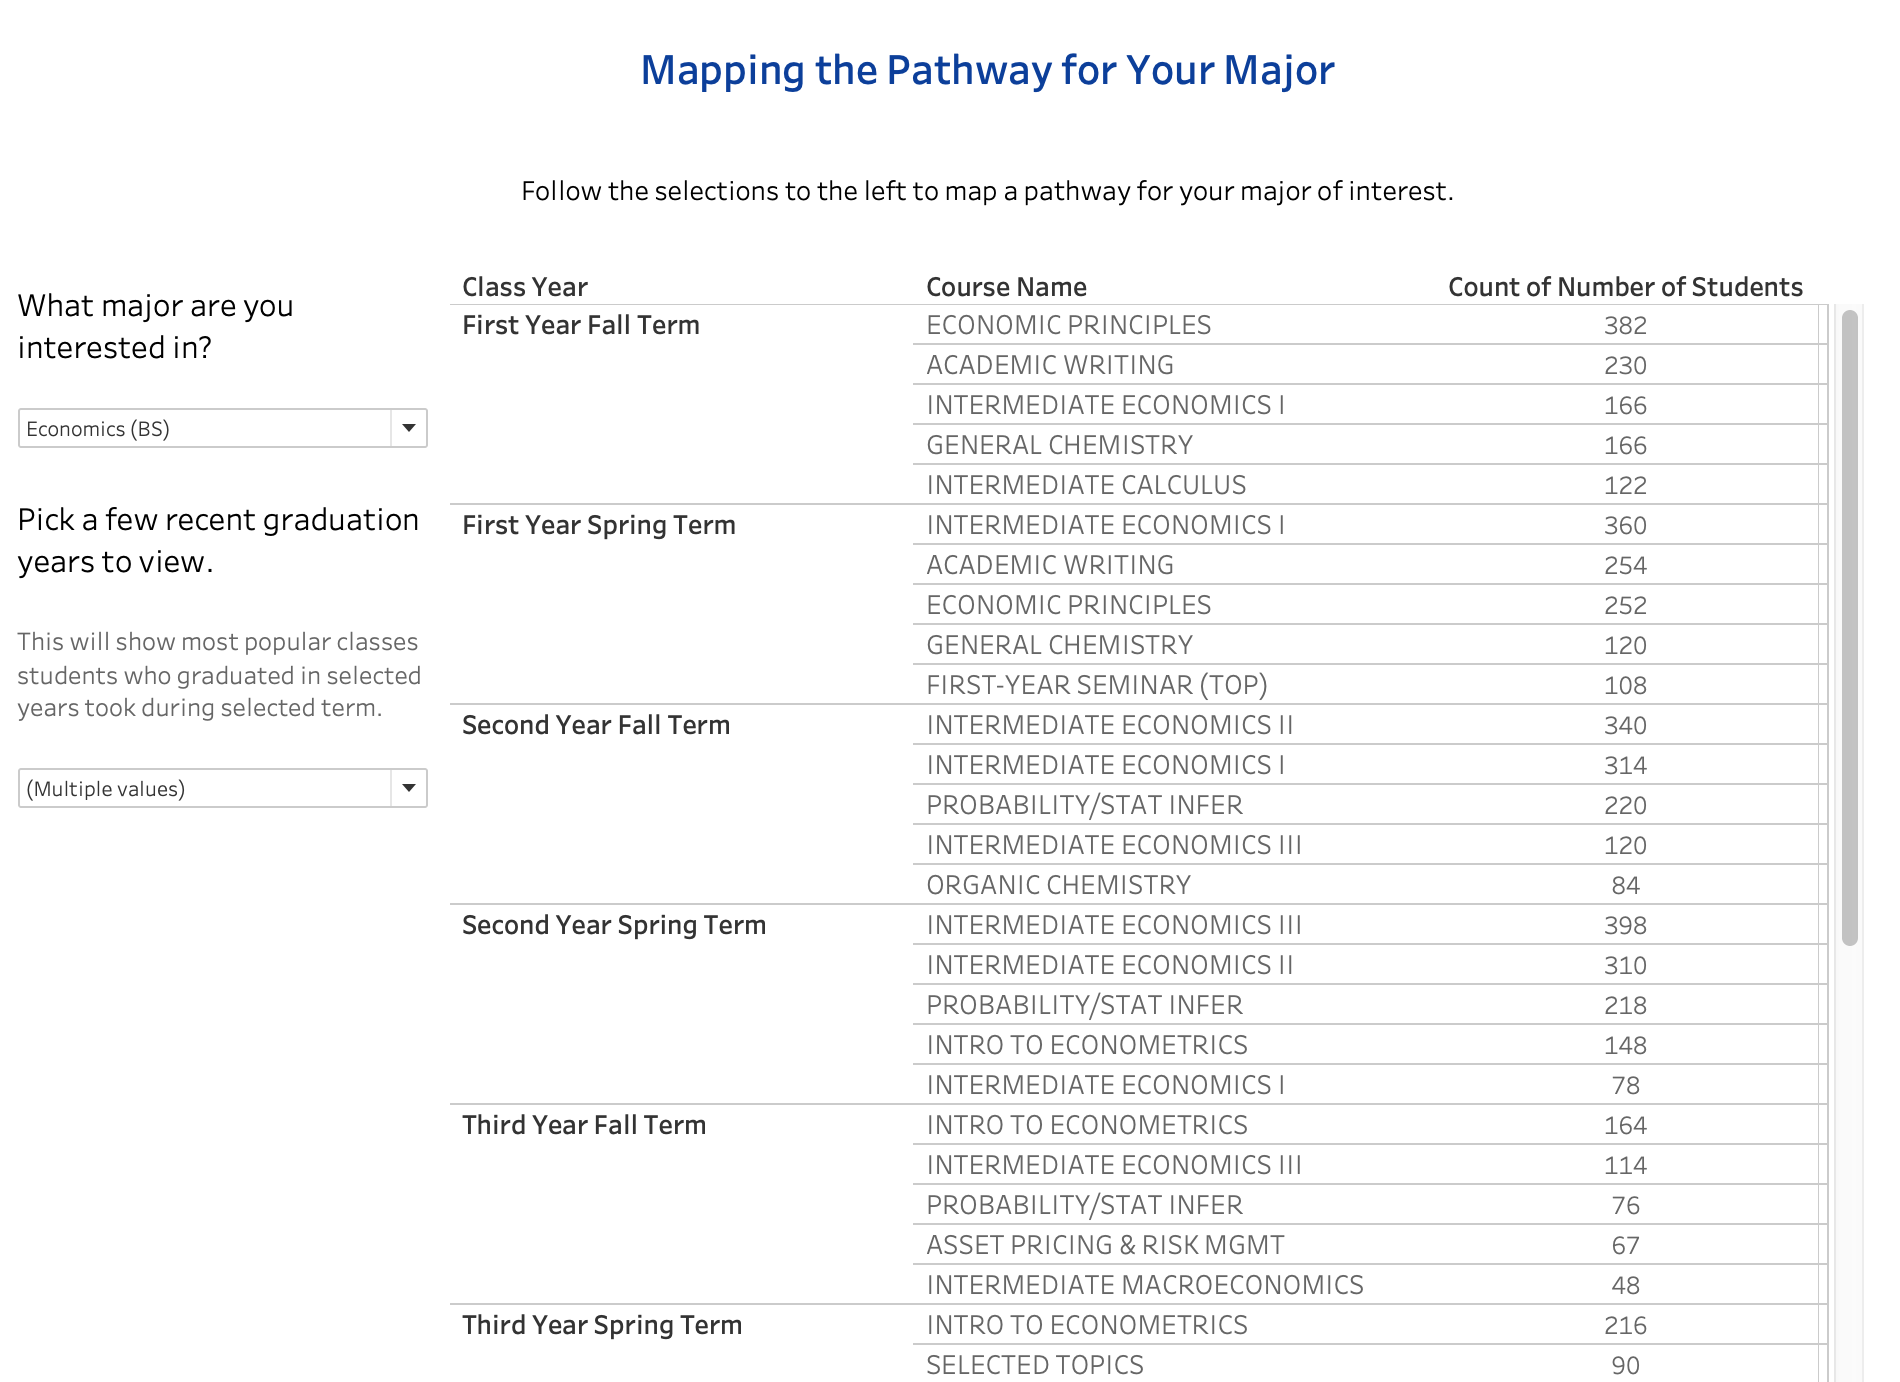 Mapping the Pathway for Your Major
Follow the selections to the left to map a pathway for your major of interest.
What major are you
interested in?
Economics (BS)
Pick a few recent graduation
years to view.
This will show most popular classes
students who graduated in selected
years took during selected term.
(Multiple values)
Class Year Course Name Count of Number of Students
First Year Fall Term ECONOMIC PRINCIPLES 382
ACADEMIC WRITING 230
INTERMEDIATE ECONOMICS I 166
GENERAL CHEMISTRY 166
INTERMEDIATE CALCULUS 122
First Year Spring Term INTERMEDIATE ECONOMICS I 360
ACADEMIC WRITING 254
ECONOMIC PRINCIPLES 252
GENERAL CHEMISTRY 120
FIRST-YEAR SEMINAR (TOP) 108
Second Year Fall Term INTERMEDIATE ECONOMICS II 340
INTERMEDIATE ECONOMICS I 314
PROBABILITY/STAT INFER 220
INTERMEDIATE ECONOMICS III 120
ORGANIC CHEMISTRY 84
Second Year Spring Term INTERMEDIATE ECONOMICS III 398
INTERMEDIATE ECONOMICS II 310
PROBABILITY/STAT INFER 218
INTRO TO ECONOMETRICS 148
INTERMEDIATE ECONOMICS I 78
Third Year Fall Term INTRO TO ECONOMETRICS 164
INTERMEDIATE ECONOMICS III 114
PROBABILITY/STAT INFER 76
ASSET PRICING & RISK MGMT 67
INTERMEDIATE MACROECONOMICS 48
Third Year Spring Term INTRO TO ECONOMETRICS 216
SELECTED TOPICS 90